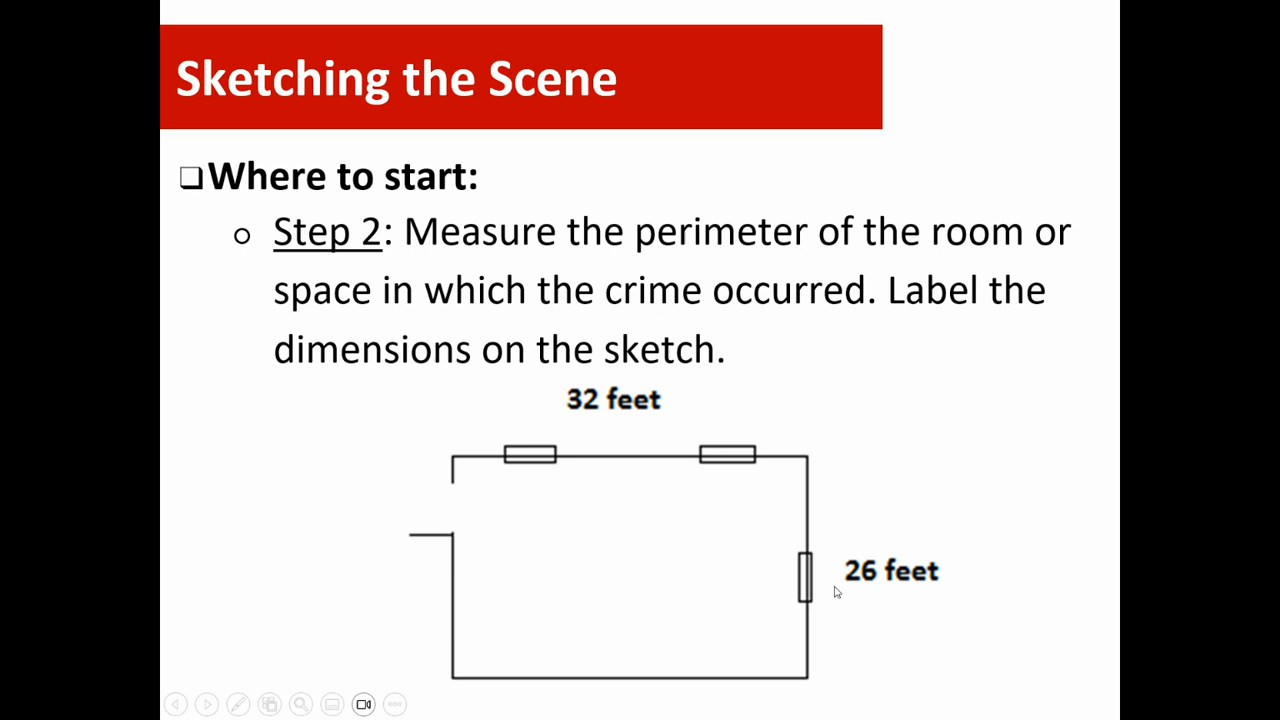 Sketching the Scene
❑Where to start:
o Step 2: Measure the perimeter of the room or
space in which the crime occurred. Label the
dimensions on the sketch.
32 feet
26 feet